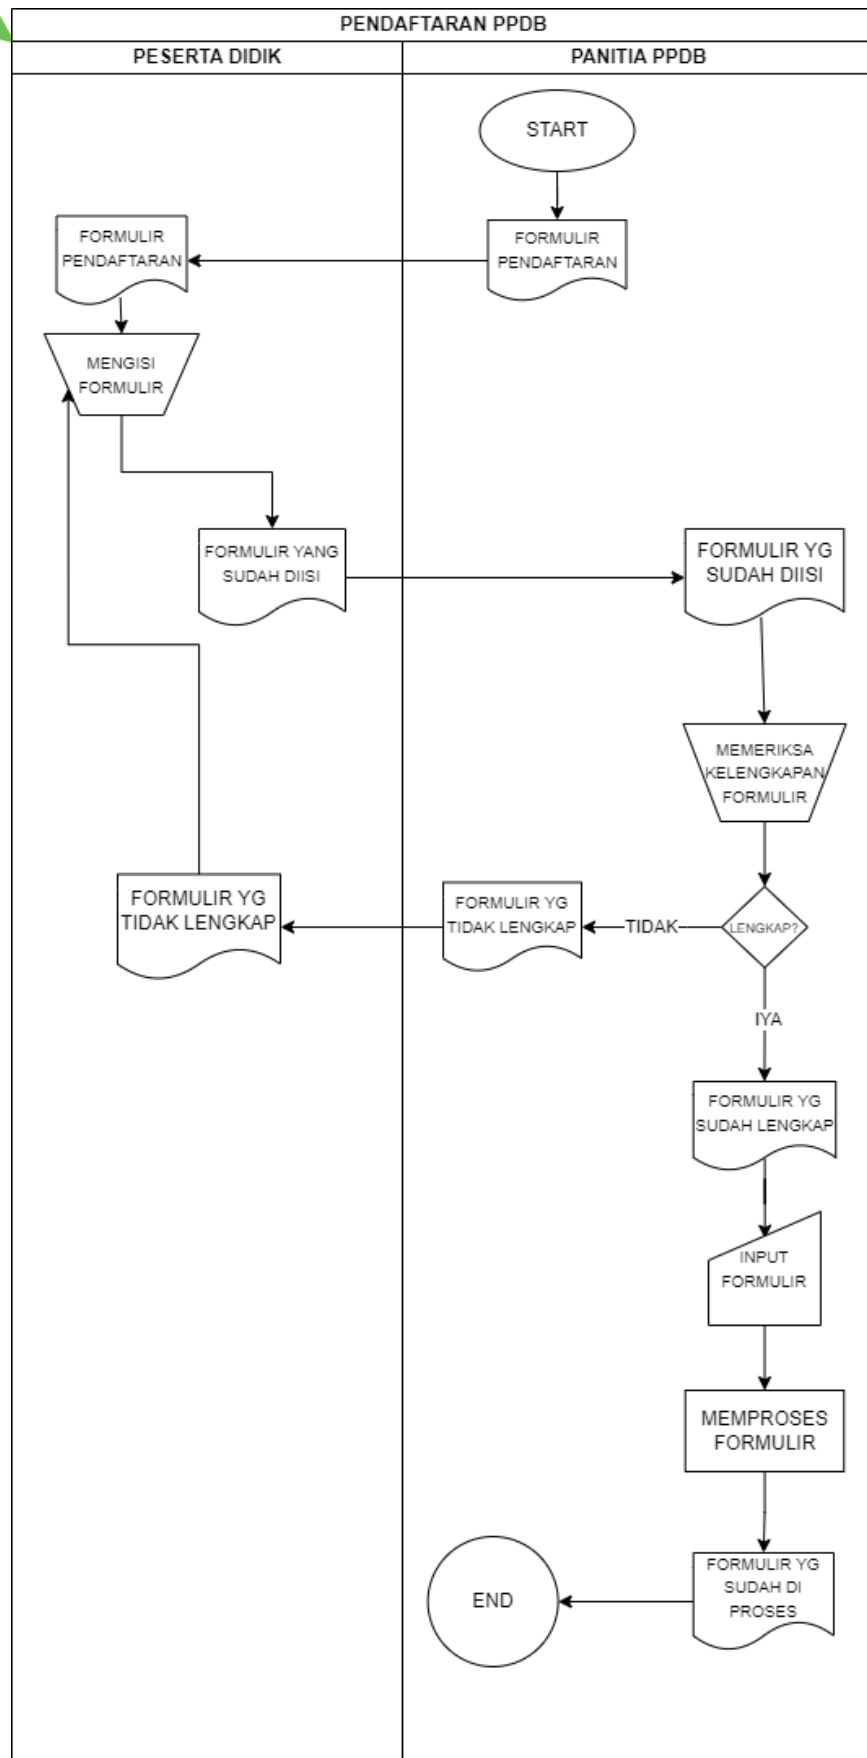 PENDAFTARAN PPDB
PESERTA DIDIK
PANITIA PPDB
START
FORMULIR
PENDAFTARAN
FORMULIR
PENDAFTARAN
MENGISI
FORMULIR
FORMULIR YANG
SUDAH DIISI
FORMULIR YG
SUDAH DIISI
MEMERIKSA
KELENGKAPAN
FORMULIR
LENGKAP?
TIDAK
FORMULIR YG
TIDAK LENGKAP
FORMULIR YG
TIDAK LENGKAP
IYA
FORMULIR YG
SUDAH LENGKAP
INPUT
FORMULIR
MEMPROSES
FORMULIR
FORMULIR YG
SUDAH DI
PROSES
END